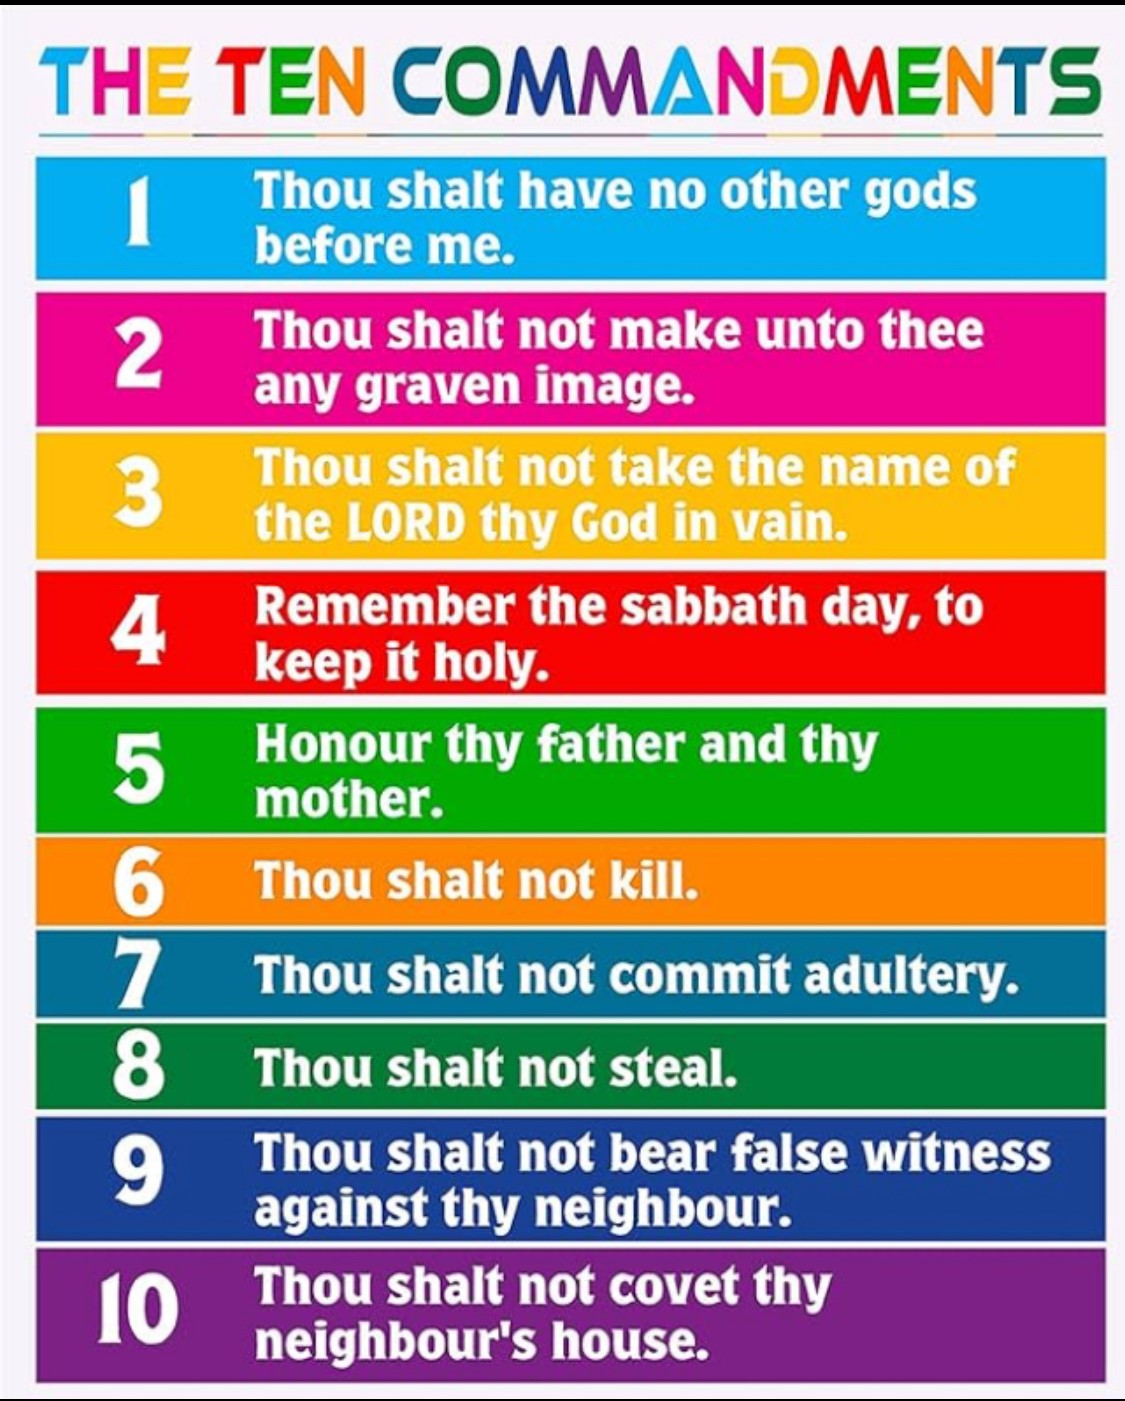 THE TEN COMMANDMENTS
1
Thou shalt have no other gods
before me.
2
Thou shalt not make unto thee
any graven image.
3
Thou shalt not take the name of
the LORD thy God in vain.
4
Remember the sabbath day, to
keep it holy.
5
Honour thy father and thy
mother.
6
Thou shalt not kill.
7
Thou shalt not commit adultery.
8
Thou shalt not steal.
9
Thou shalt not bear false witness
against thy neighbour.
10
Thou shalt not covet thy
neighbour's house.